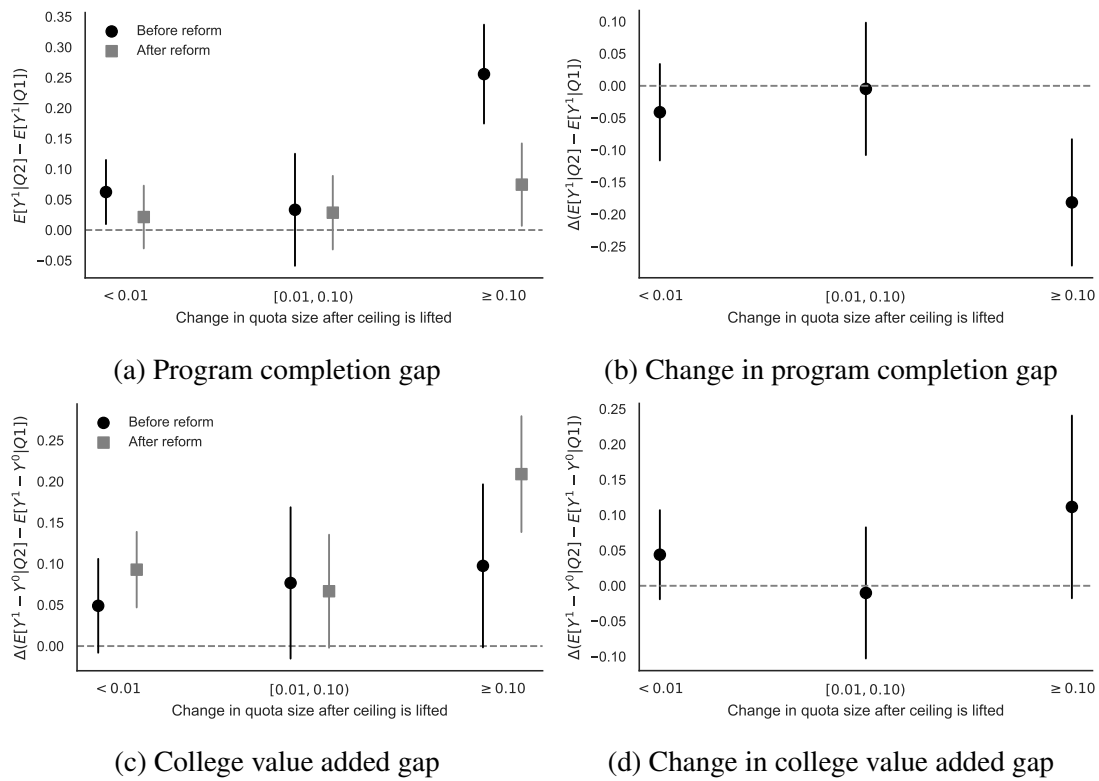 0.35
0.30
0.25
0.20
0.15
0.10
0.05
0.00
−0.05
E[Y¹|Q2] − E[Y¹|Q1])
Before reform
After reform
< 0.01
[0.01, 0.10)
≥ 0.10
Change in quota size after ceiling is lifted
(a) Program completion gap
0.10
0.05
0.00
−0.05
−0.10
−0.15
−0.20
−0.25
Δ(E[Y¹|Q2] − E[Y¹|Q1])
< 0.01
[0.01, 0.10)
≥ 0.10
Change in quota size after ceiling is lifted
(b) Change in program completion gap
0.25
0.20
0.15
0.10
0.05
0.00
Δ(E[Y¹ − Y⁰|Q2] − E[Y¹ − Y⁰|Q1])
Before reform
After reform
< 0.01
[0.01, 0.10)
≥ 0.10
Change in quota size after ceiling is lifted
(c) College value added gap
0.25
0.20
0.15
0.10
0.05
0.00
−0.05
−0.10
Δ(E[Y¹ − Y⁰|Q2] − E[Y¹ − Y⁰|Q1])
< 0.01
[0.01, 0.10)
≥ 0.10
Change in quota size after ceiling is lifted
(d) Change in college value added gap